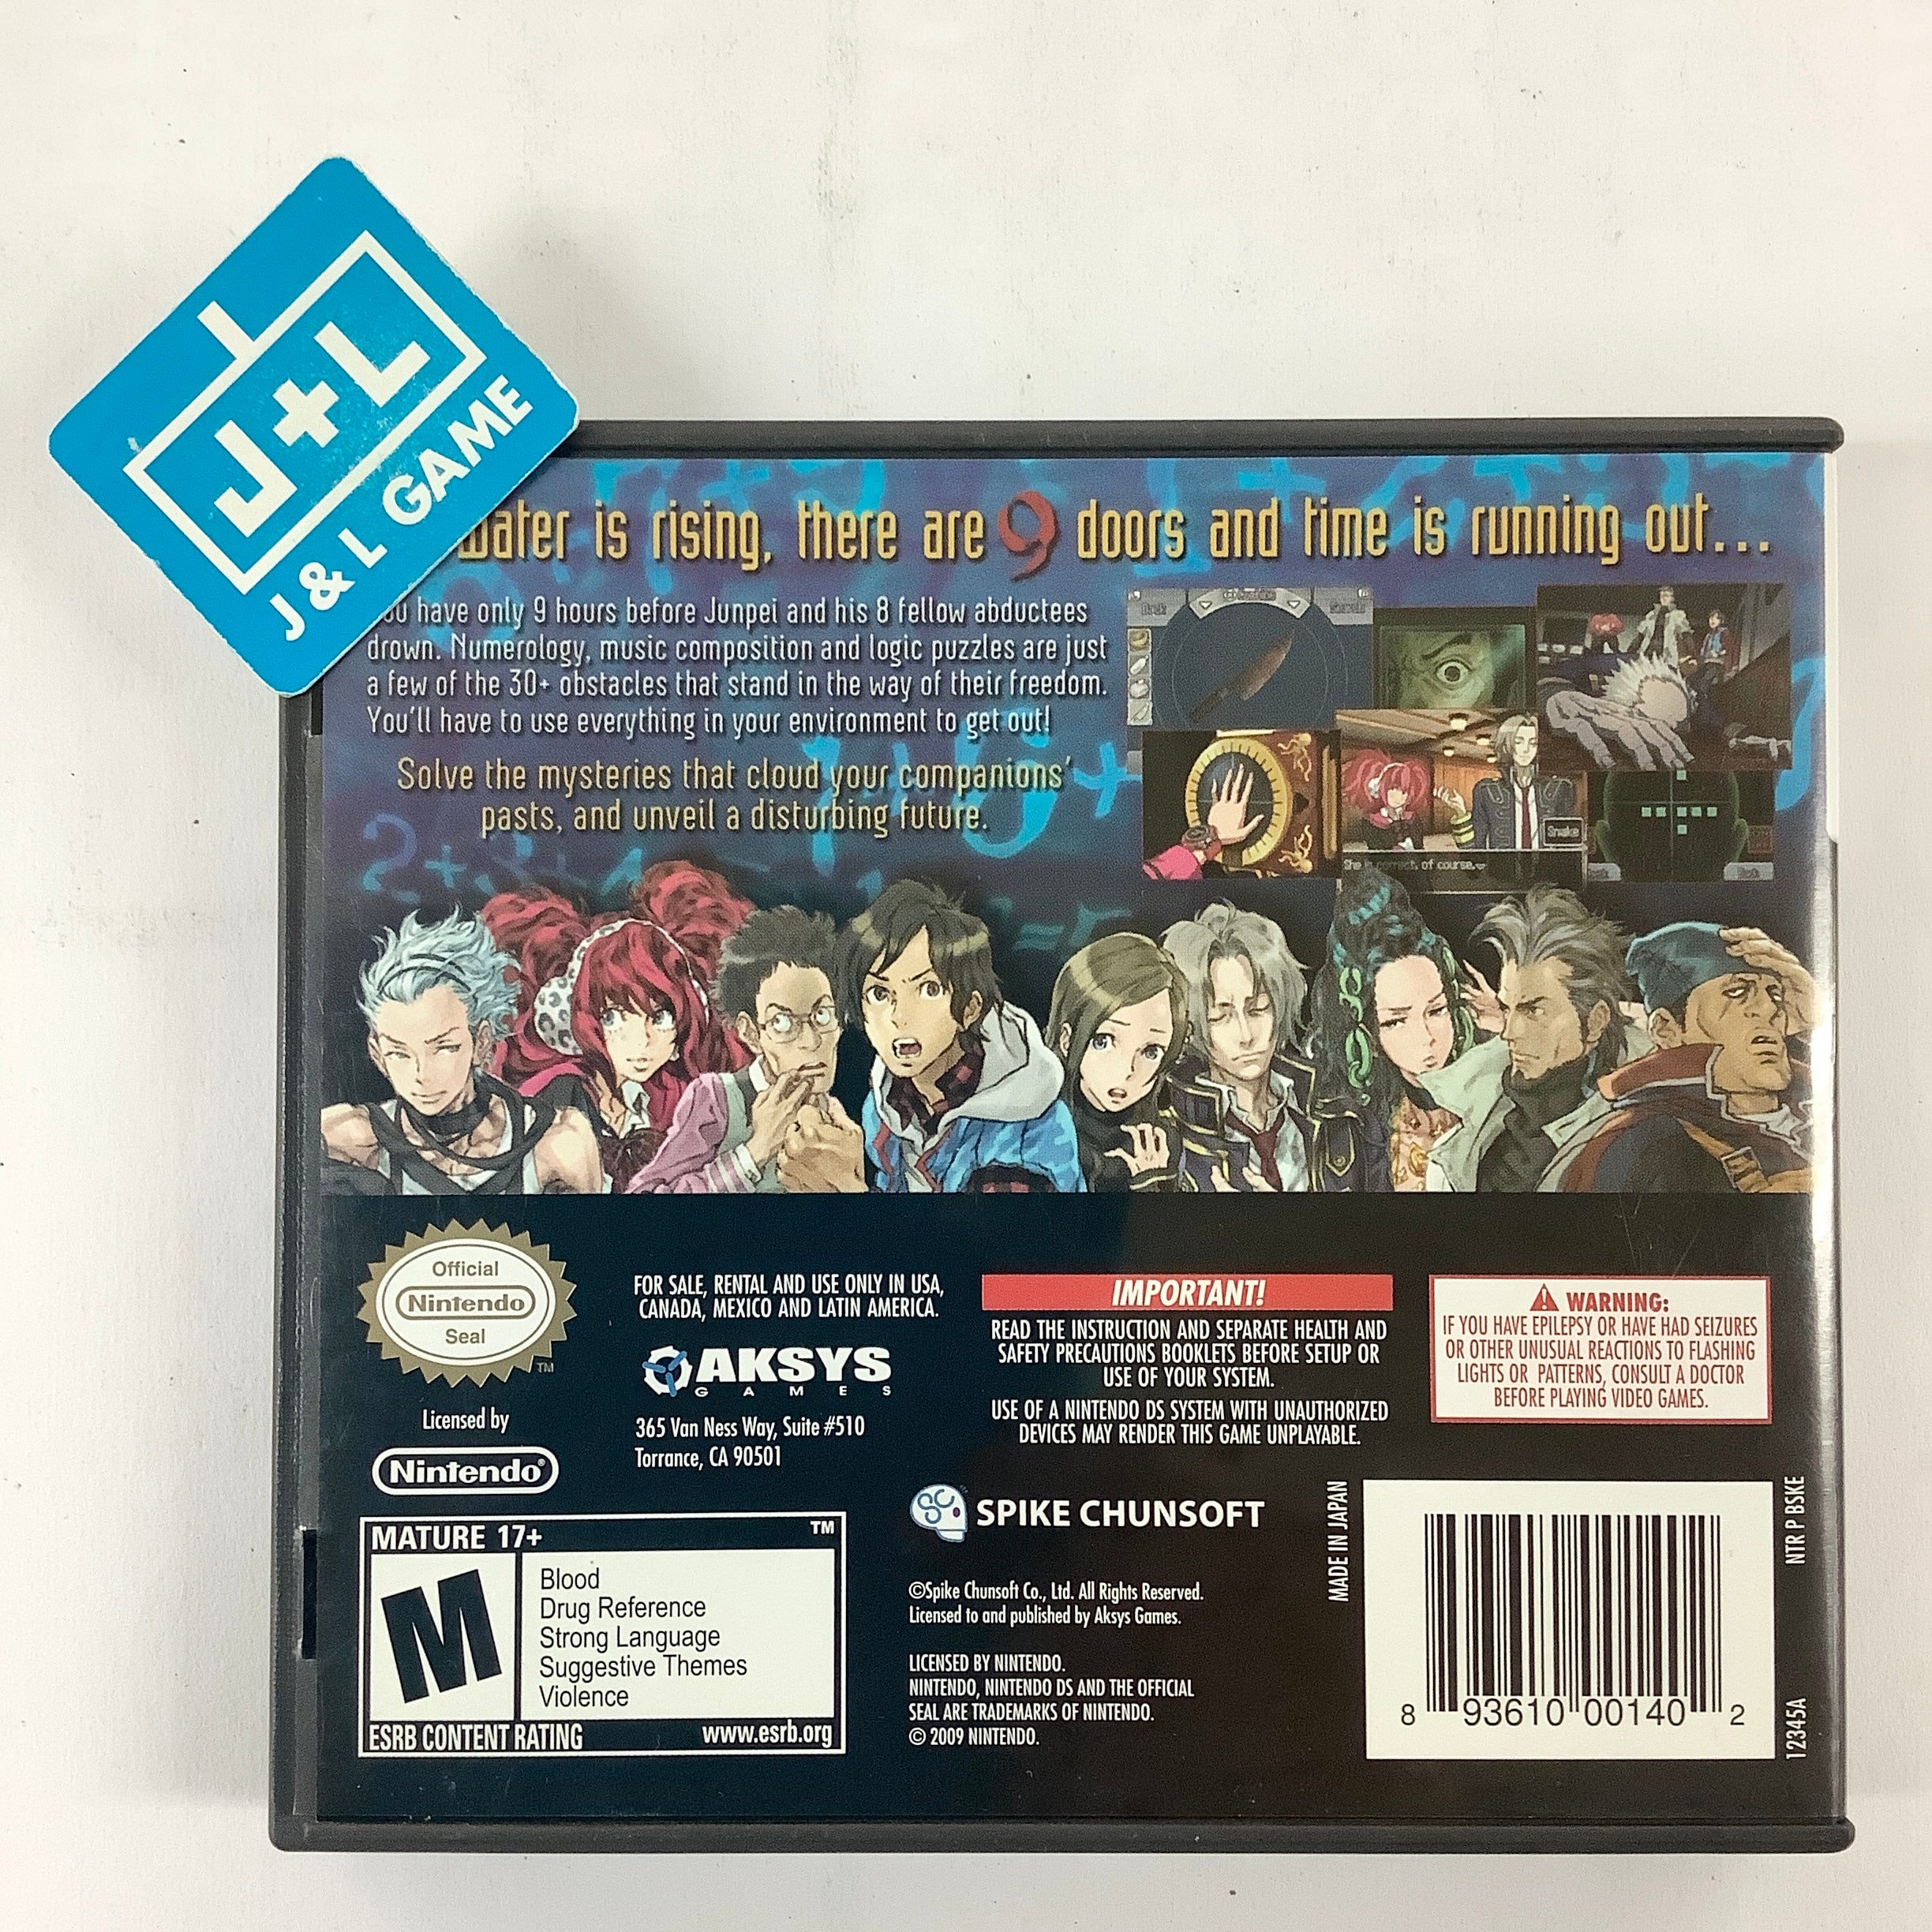 J+L
J & L GAME
Water is rising, there are 9 doors and time is running out...
have only 9 hours before Junpei and his 8 fellow abductees
drown. Numerology, music composition and logic puzzles are just
a few of the 30+ obstacles that stand in the way of their freedom.
You'll have to use everything in your environment to get out!
Solve the mysteries that cloud your companions'
pasts, and unveil a disturbing future.
Snake
She is correct, of course.
Official
Nintendo
Seal
TM
Licensed by
Nintendo®
FOR SALE, RENTAL AND USE ONLY IN USA,
CANADA, MEXICO AND LATIN AMERICA.
AKSYS
GAMES
365 Van Ness Way, Suite #510
Torrance, CA 90501
IMPORTANT!
READ THE INSTRUCTION AND SEPARATE HEALTH AND
SAFETY PRECAUTIONS BOOKLETS BEFORE SETUP OR
USE OF YOUR SYSTEM.
USE OF A NINTENDO DS SYSTEM WITH UNAUTHORIZED
DEVICES MAY RENDER THIS GAME UNPLAYABLE.
WARNING:
IF YOU HAVE EPILEPSY OR HAVE HAD SEIZURES
OR OTHER UNUSUAL REACTIONS TO FLASHING
LIGHTS OR PATTERNS, CONSULT A DOCTOR
BEFORE PLAYING VIDEO GAMES.
MATURE 17+ TM
M
Blood
Drug Reference
Strong Language
Suggestive Themes
Violence
ESRB CONTENT RATING www.esrb.org
SPIKE CHUNSOFT
©Spike Chunsoft Co., Ltd. All Rights Reserved.
Licensed to and published by Aksys Games.
LICENSED BY NINTENDO.
NINTENDO, NINTENDO DS AND THE OFFICIAL
SEAL ARE TRADEMARKS OF NINTENDO.
© 2009 NINTENDO.
MADE IN JAPAN
8 93610 00140 2
NTR P BSKE
12345A